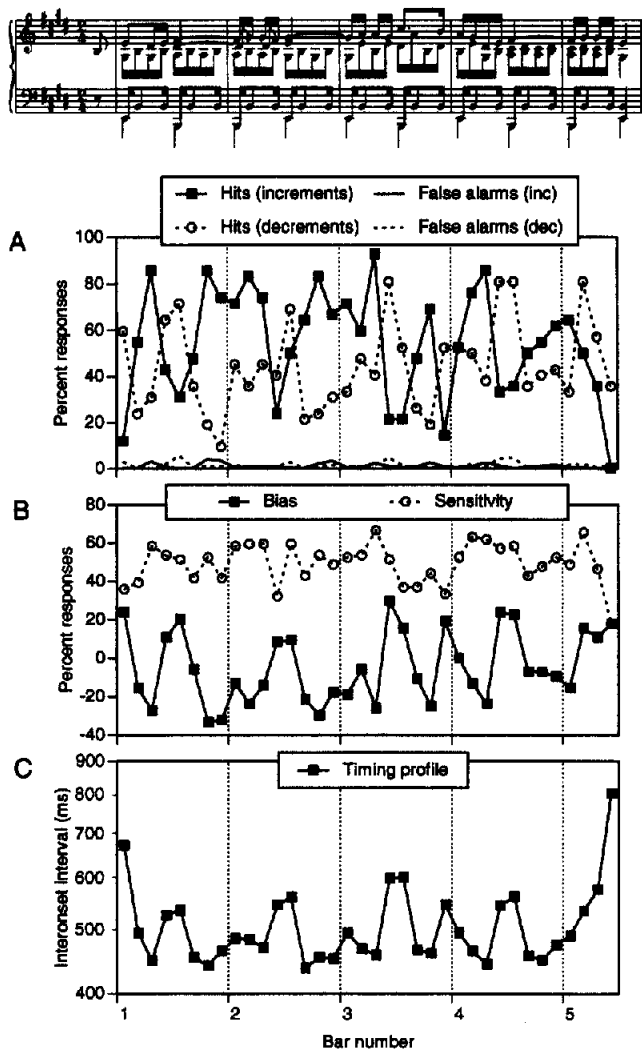 Hits (increments) False alarms (inc)
Hits (decrements) False alarms (dec)
A
100
80
60
40
20
0
Percent responses
B
Bias Sensitivity
80
60
40
20
0
-20
-40
Percent responses
C
Timing profile
900
800
700
600
500
400
Interonset interval (ms)
1 2 3 4 5
Bar number